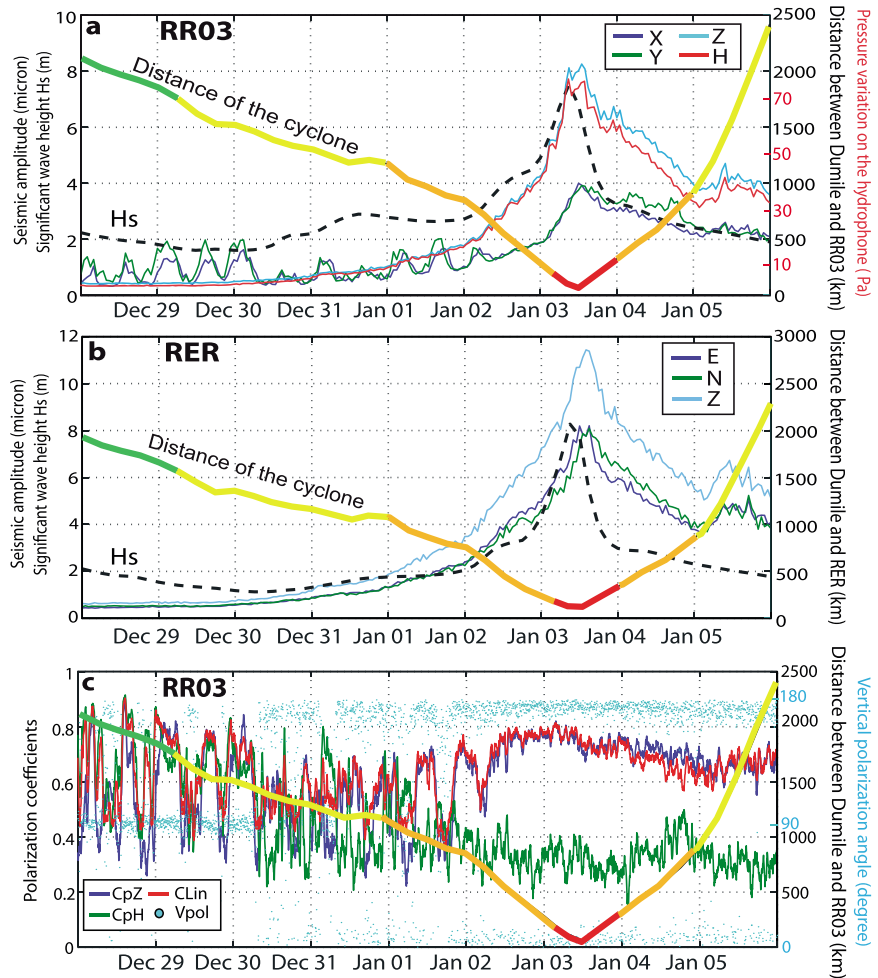 a
RR03
X
Z
Y
H
Distance of the cyclone
Hs
Seismic amplitude (micron)
Significant wave height Hs (m)
10
8
6
4
2
0
2500
2000
1500
1000
500
0
70
50
30
10
Distance between Dumile and RR03 (km)
Pressure variation on the hydrophone ( Pa)
Dec 29
Dec 30
Dec 31
Jan 01
Jan 02
Jan 03
Jan 04
Jan 05
b
RER
E
N
Z
Distance of the cyclone
Hs
Seismic amplitude (micron)
Significant wave height Hs (m)
12
10
8
6
4
2
0
3000
2500
2000
1500
1000
500
0
Distance between Dumile and RER (km)
Dec 29
Dec 30
Dec 31
Jan 01
Jan 02
Jan 03
Jan 04
Jan 05
c
RR03
Polarization coefficients
1
0.8
0.6
0.4
0.2
0
CpZ
CLin
CpH
Vpol
2500
2000
1500
1000
500
0
180
90
0
Distance between Dumile and RR03 (km)
Vertical polarization angle (degree)
Dec 29
Dec 30
Dec 31
Jan 01
Jan 02
Jan 03
Jan 04
Jan 05